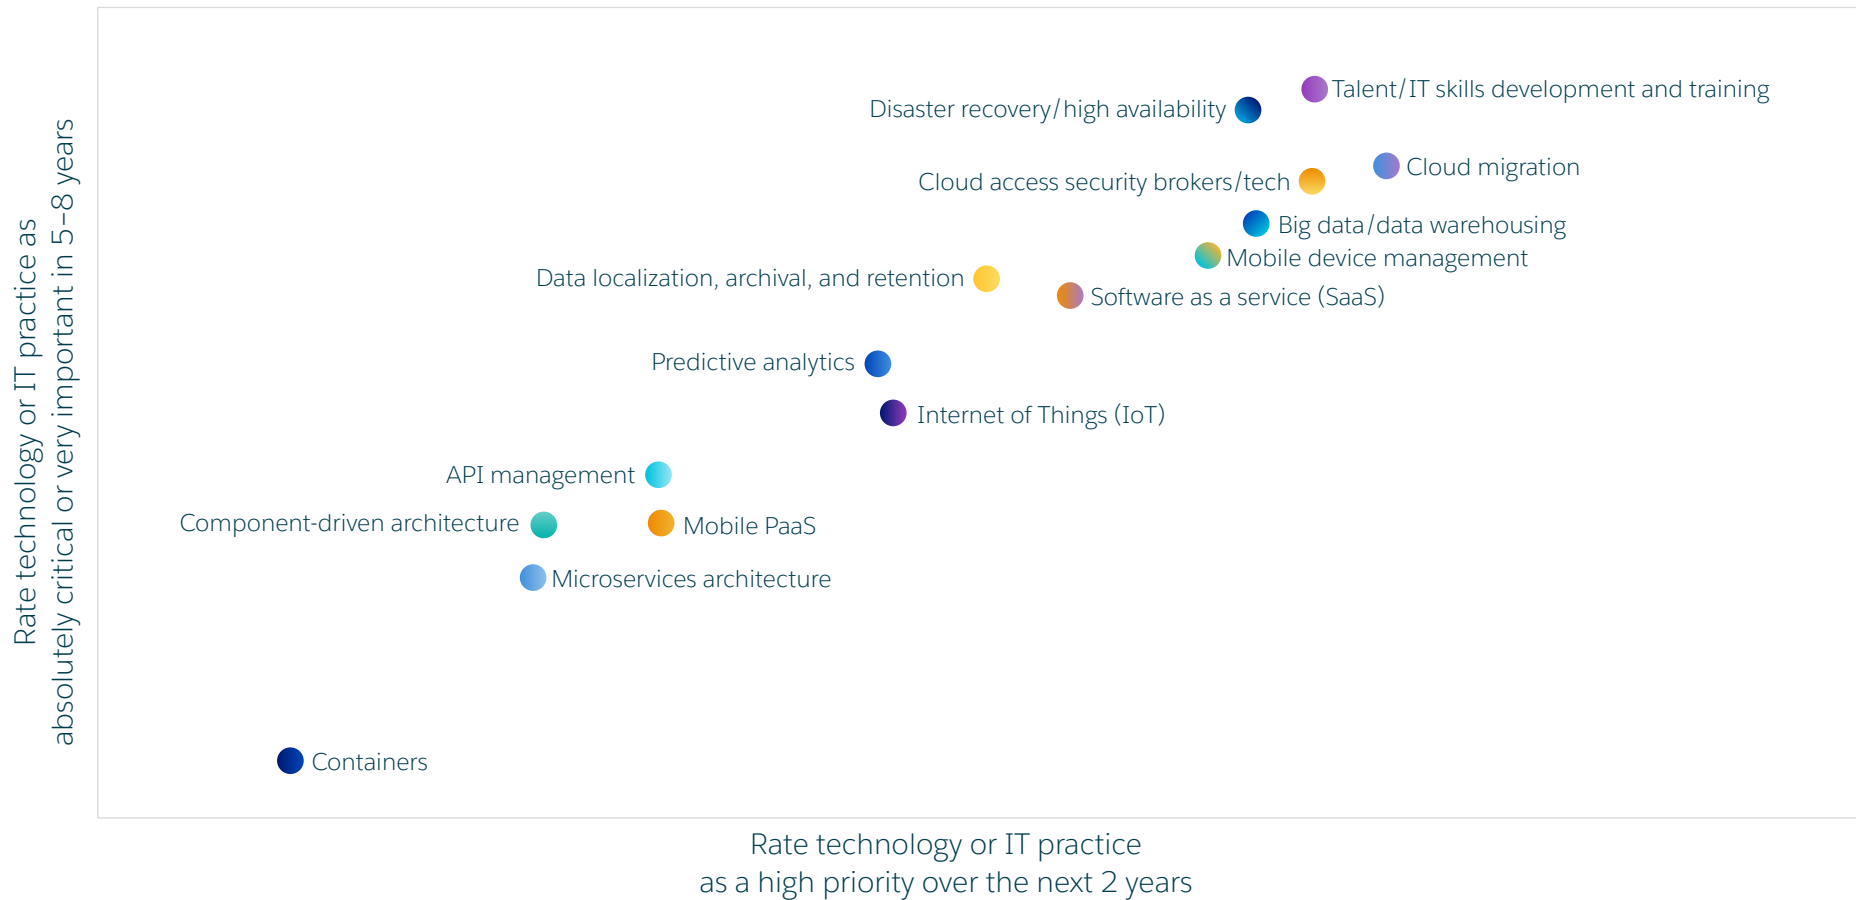 Rate technology or IT practice as
absolutely critical or very important in 5–8 years
Talent/IT skills development and training
Disaster recovery/high availability
Cloud migration
Cloud access security brokers/tech
Big data/data warehousing
Mobile device management
Data localization, archival, and retention
Software as a service (SaaS)
Predictive analytics
Internet of Things (IoT)
API management
Component-driven architecture
Mobile PaaS
Microservices architecture
Containers
Rate technology or IT practice
as a high priority over the next 2 years